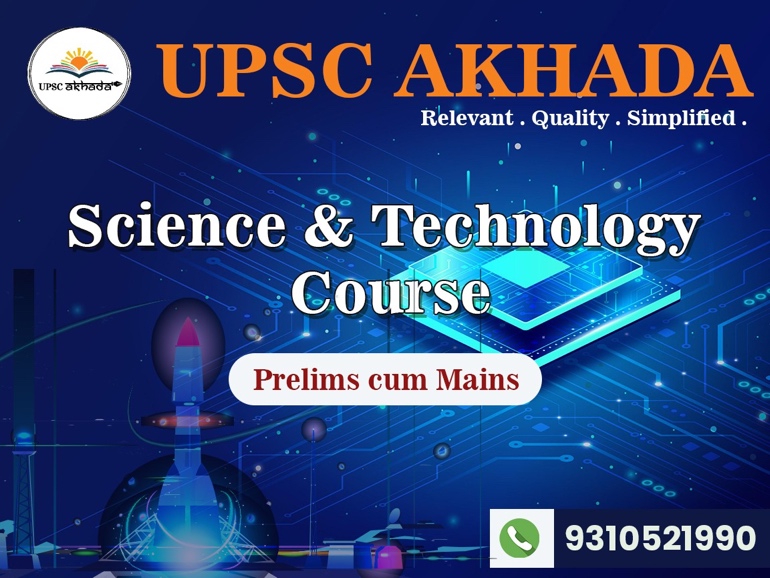 UPSC akhada
UPSC AKHADA
Relevant . Quality . Simplified .
Science & Technology
Course
Prelims cum Mains
9310521990